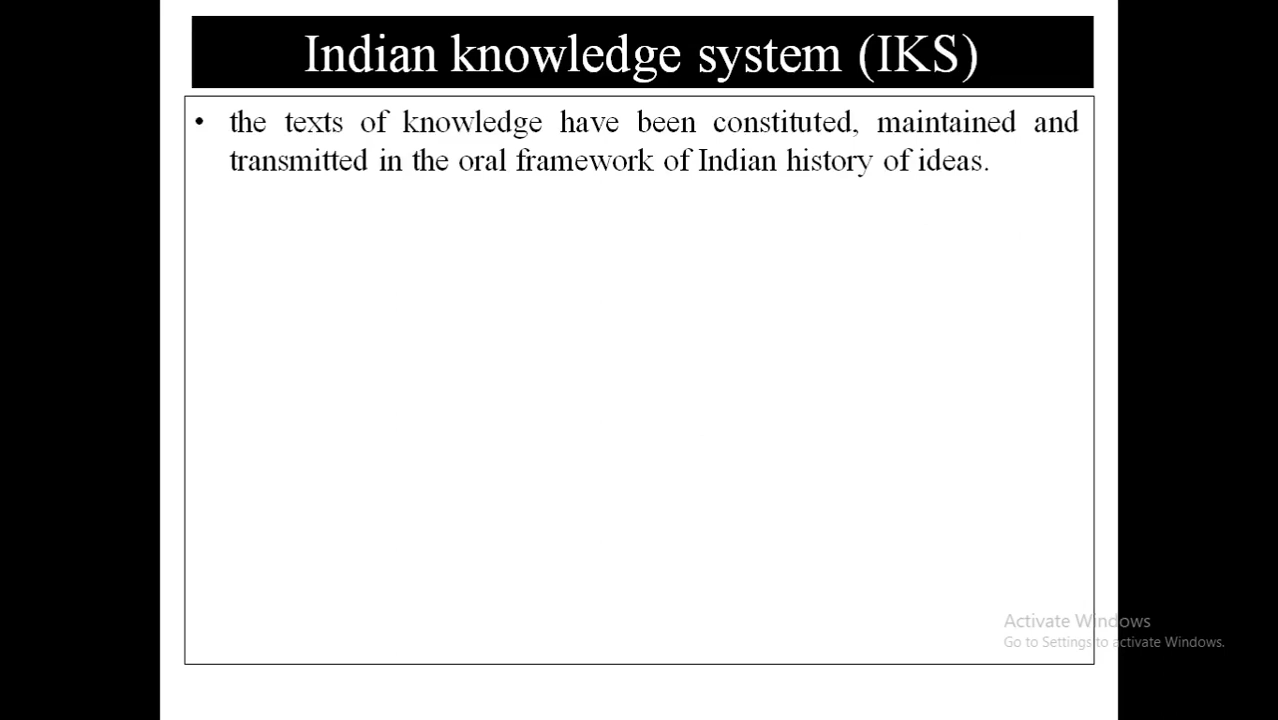 Indian knowledge system (IKS)
• the texts of knowledge have been constituted, maintained and
transmitted in the oral framework of Indian history of ideas.
Activate Windows
Go to Settings to activate Windows.